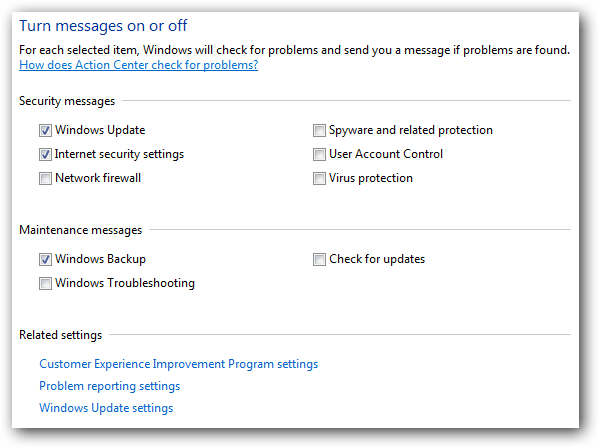 Turn messages on or off
For each selected item, Windows will check for problems and send you a message if problems are found.
How does Action Center check for problems?
Security messages
Windows Update
Spyware and related protection
Internet security settings
User Account Control
Network firewall
Virus protection
Maintenance messages
Windows Backup
Check for updates
Windows Troubleshooting
Related settings
Customer Experience Improvement Program settings
Problem reporting settings
Windows Update settings